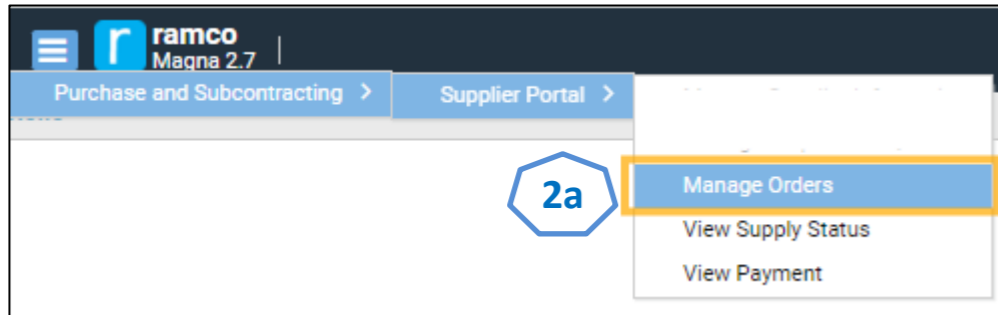 ramco
Magna 2.7
Purchase and Subcontracting >
Supplier Portal >
2a
Manage Orders
View Supply Status
View Payment